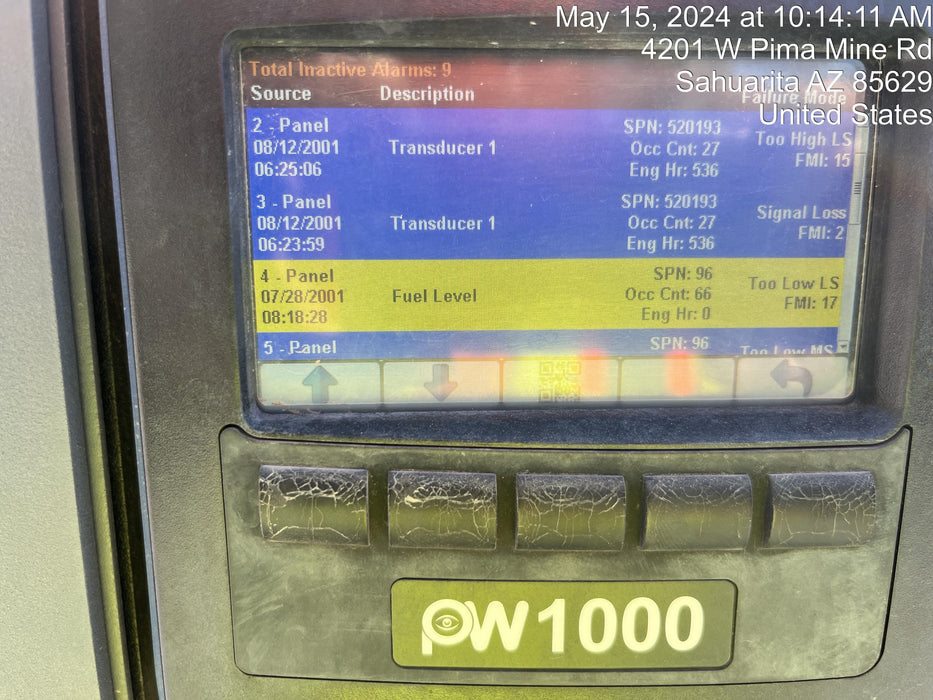 May 15, 2024 at 10:14:11 AM
4201 W Pima Mine Rd
Sahuarita AZ 85629
United States
Total Inactive Alarms: 9
Source Description Failure Mode
2 - Panel
08/12/2001
06:25:06
Transducer 1
SPN: 520193
Occ Cnt: 27
Eng Hr: 536
Too High LS
FMI: 15
3 - Panel
08/12/2001
06:23:59
Transducer 1
SPN: 520193
Occ Cnt: 27
Eng Hr: 536
Signal Loss
FMI: 2
4 - Panel
07/28/2001
08:18:28
Fuel Level
SPN: 96
Occ Cnt: 66
Eng Hr: 0
Too Low LS
FMI: 17
5 - Panel
SPN: 96
Too Low MS
PW1000